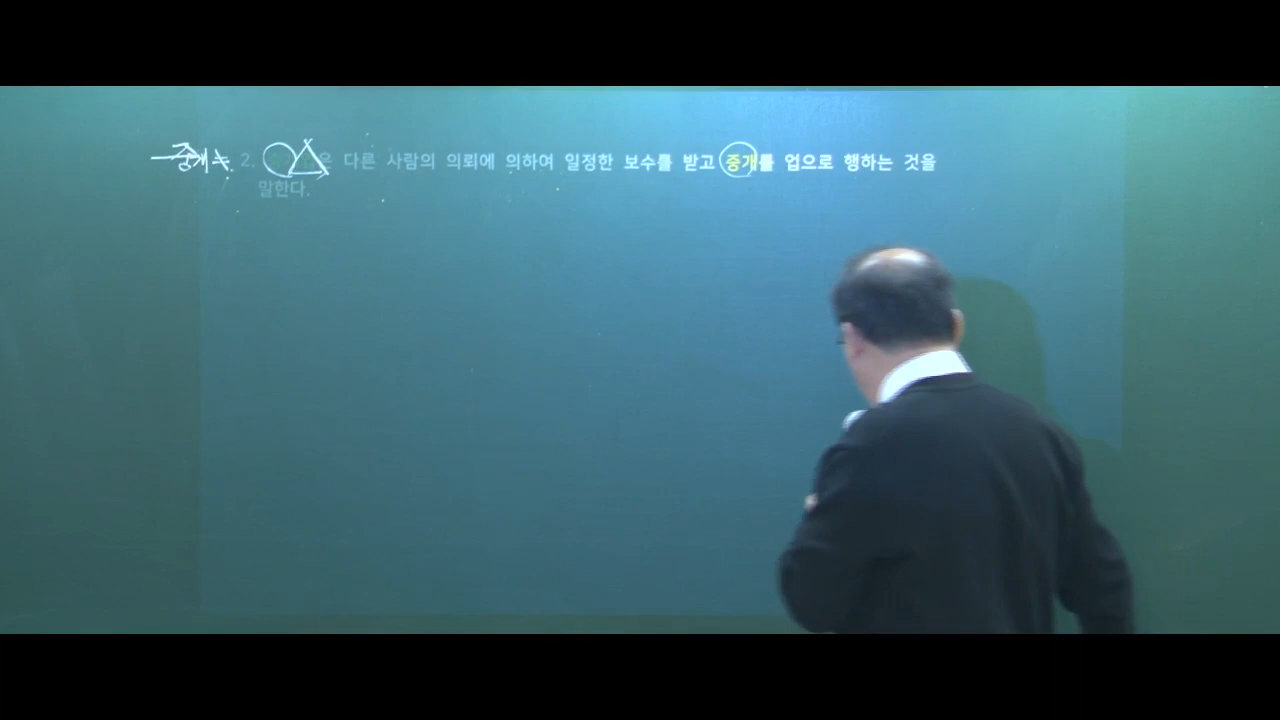 중개는 2. 은 다른 사람의 의뢰에 의하여 일정한 보수를 받고 중개를 업으로 행하는 것을
말한다.